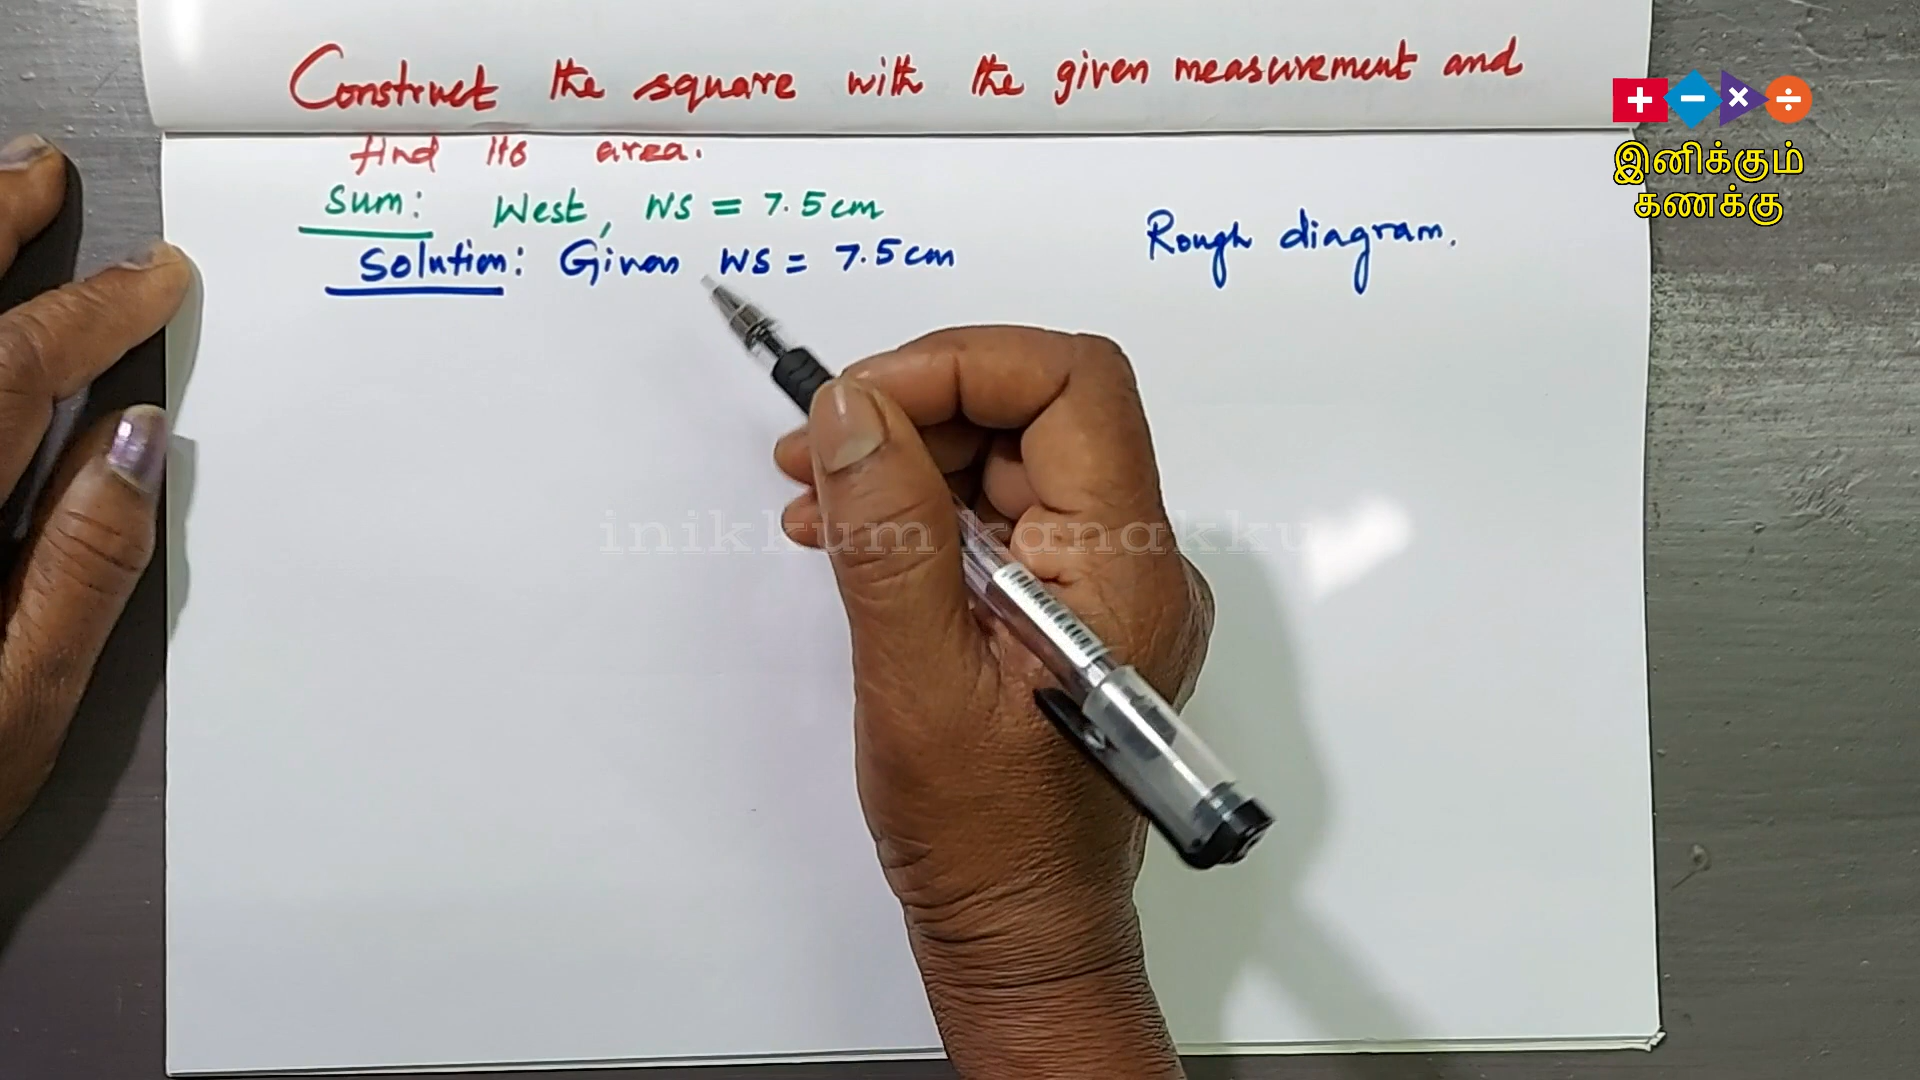 Construct the square with the given measurement and
find its area.
Sum: West, WS = 7.5cm
Solution: Given WS = 7.5cm
Rough diagram.
+ - × ÷
இனிக்கும்
கணக்கு
inikkum kanakku